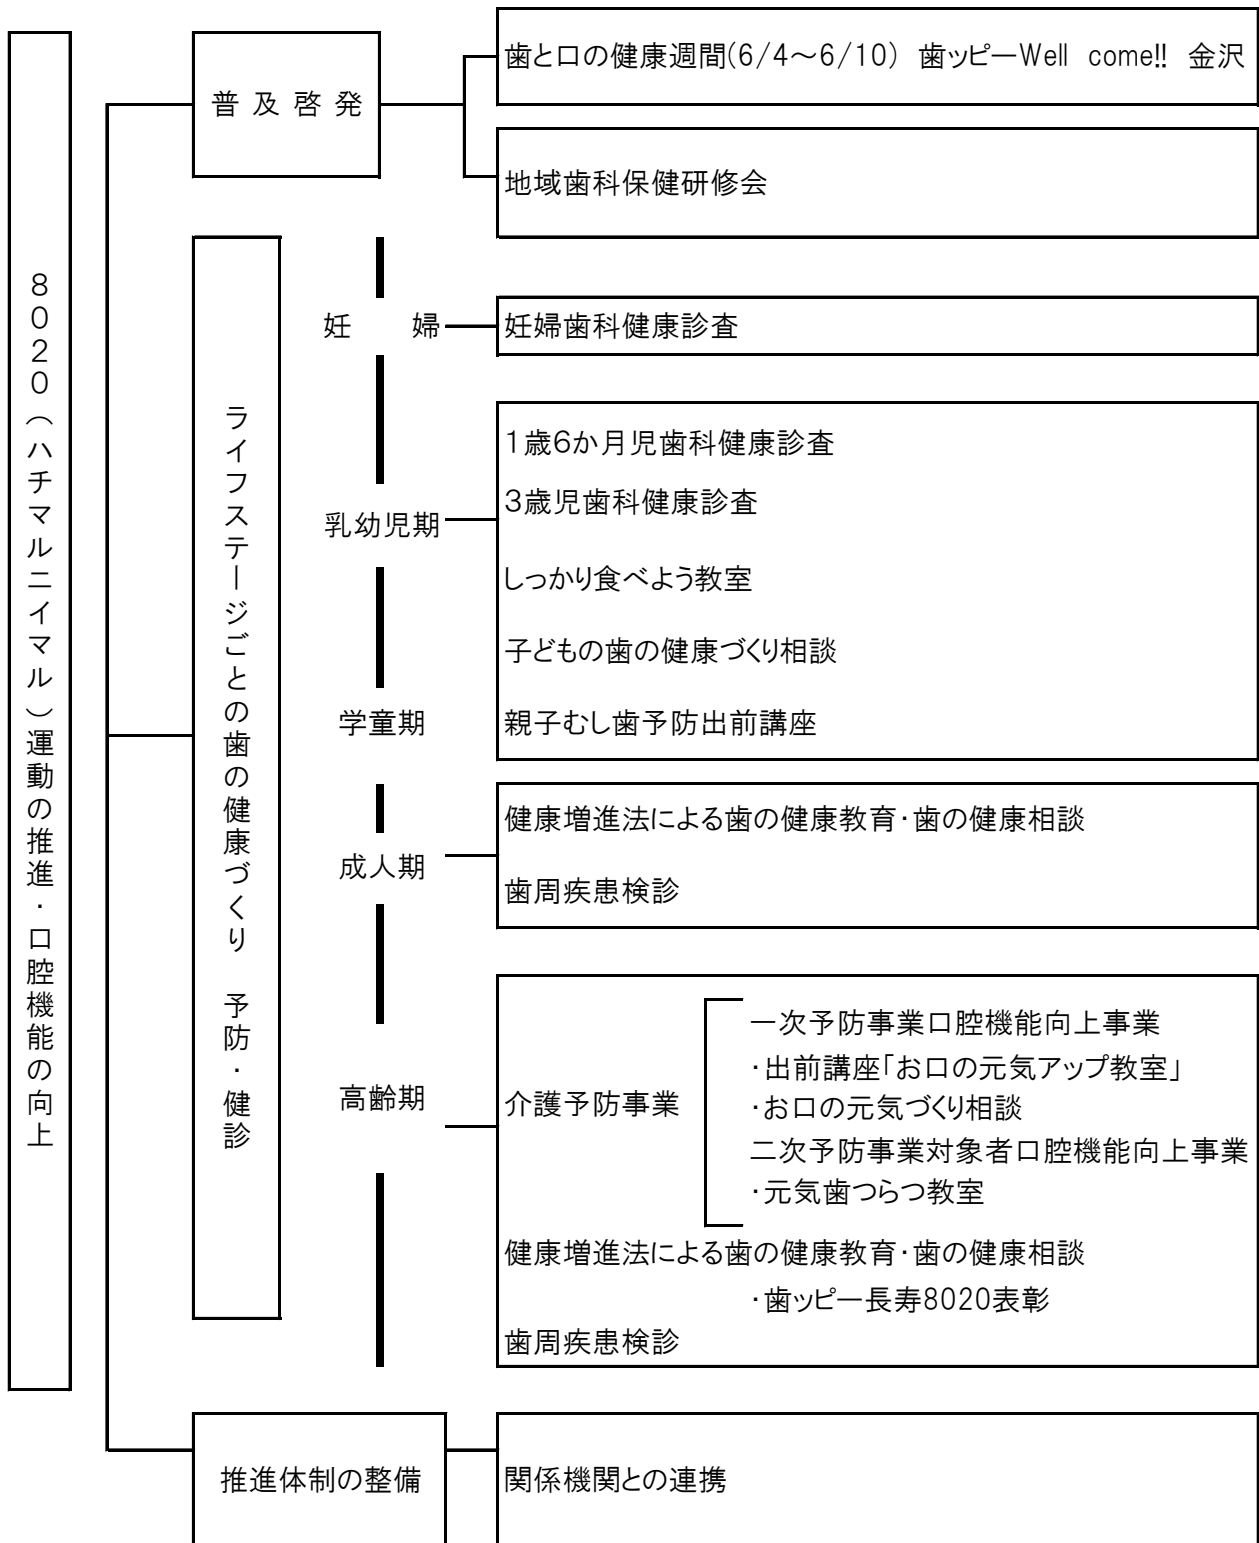 8020(ハチマルニイマル)運動の推進・口腔機能の向上
普及啓発
歯と口の健康週間(6/4～6/10) 歯ッピーWell come!! 金沢
地域歯科保健研修会
ライフステージごとの歯の健康づくり 予防・健診
妊 婦
妊婦歯科健康診査
乳幼児期
1歳6か月児歯科健康診査
3歳児歯科健康診査
しっかり食べよう教室
子どもの歯の健康づくり相談
学童期
親子むし歯予防出前講座
成人期
健康増進法による歯の健康教育・歯の健康相談
歯周疾患検診
高齢期
介護予防事業
一次予防事業口腔機能向上事業
・出前講座「お口の元気アップ教室」
・お口の元気づくり相談
二次予防事業対象者口腔機能向上事業
・元気歯つらつ教室
健康増進法による歯の健康教育・歯の健康相談
・歯ッピー長寿8020表彰
歯周疾患検診
推進体制の整備
関係機関との連携